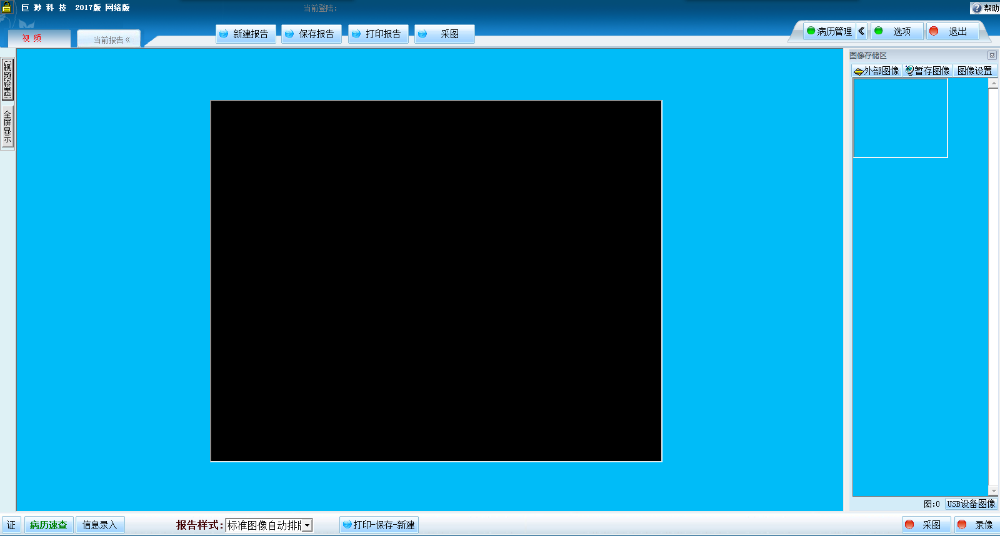 巨 渺 科 技 2017版 网络版
当前登陆：
帮助
视 频
当前报告《
新建报告
保存报告
打印报告
采图
病历管理
选项
退出
视频设置
全屏显示
图像存储区
外部图像
暂存图像
图像设置
图:0
USB设备图像
证
病历速查
信息录入
报告样式:
标准图像自动排
打印-保存-新建
采图
录像